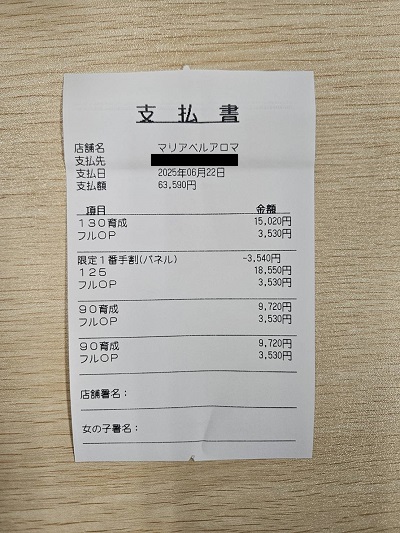 支払書
店舗名 マリアベルアロマ
支払先
支払日 2025年06月22日
支払額 63,590円
項目 金額
130育成 15,020円
フルOP 3,530円
限定1番手割(パネル) -3,540円
125 18,550円
フルOP 3,530円
90育成 9,720円
フルOP 3,530円
90育成 9,720円
フルOP 3,530円
店舗署名：
女の子署名：